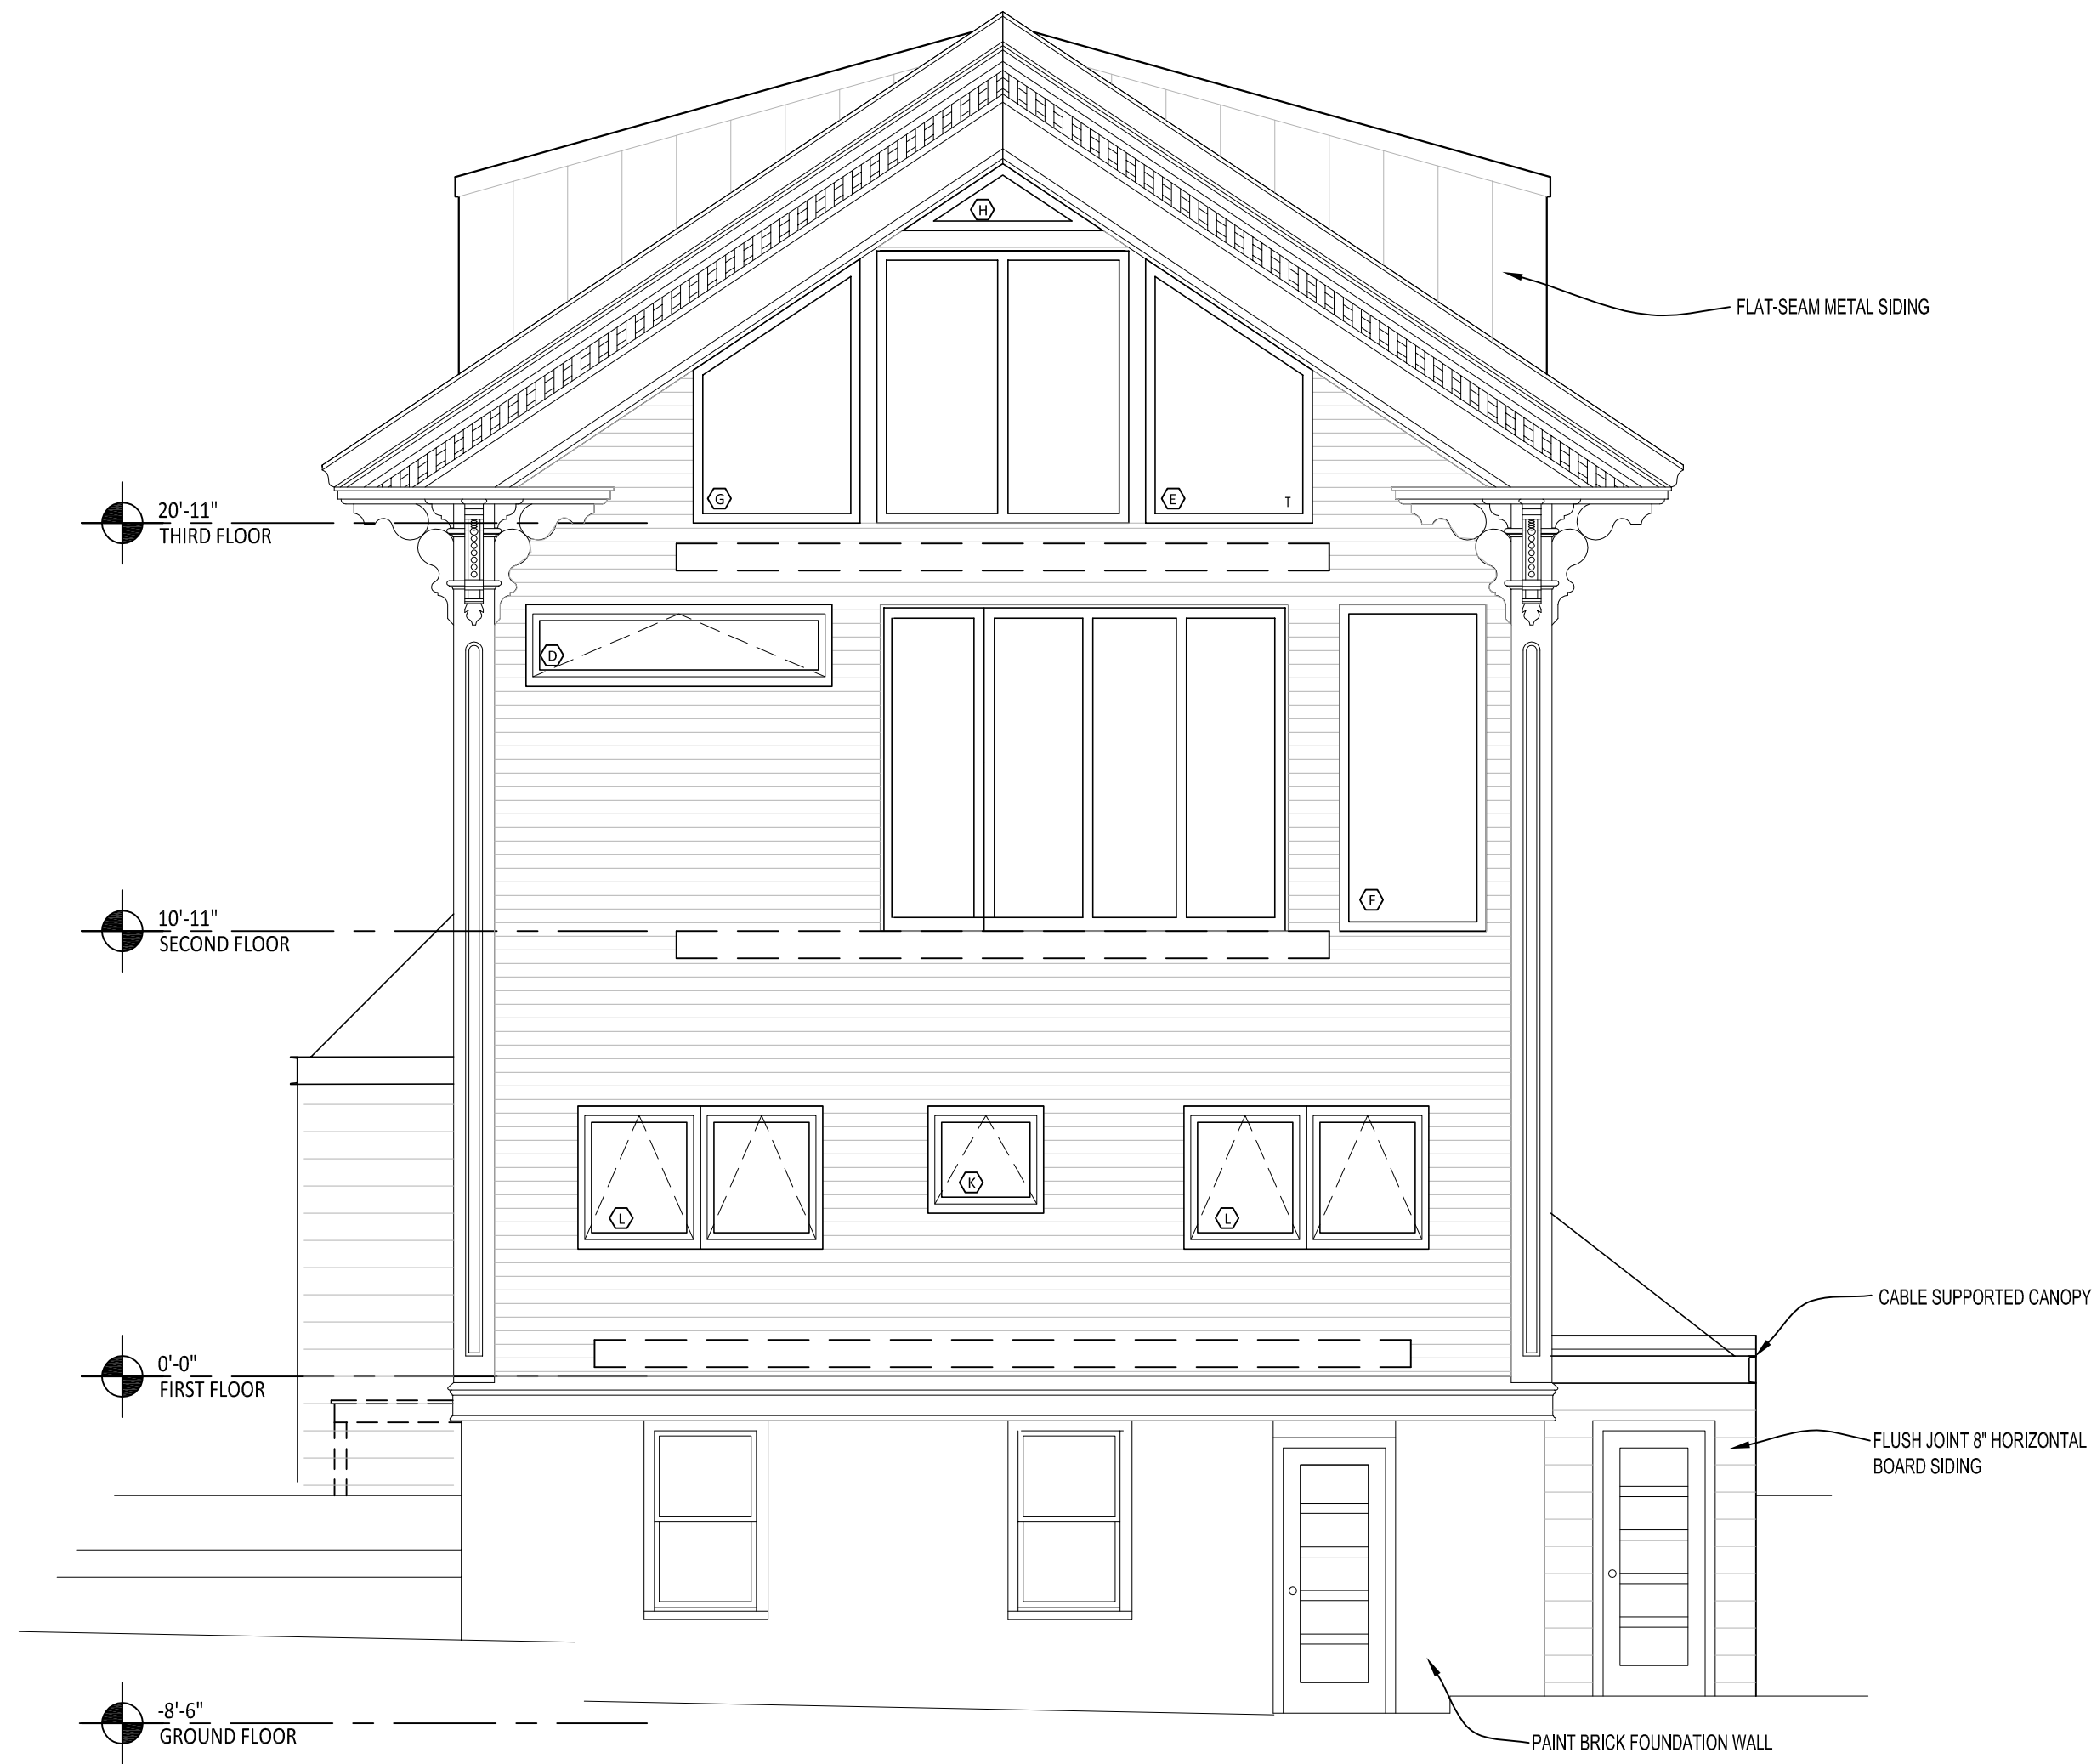 H
FLAT-SEAM METAL SIDING
G
E
T
20'-11"
THIRD FLOOR
D
F
10'-11"
SECOND FLOOR
K
L
L
CABLE SUPPORTED CANOPY
0'-0"
FIRST FLOOR
FLUSH JOINT 8" HORIZONTAL
BOARD SIDING
-8'-6"
GROUND FLOOR
PAINT BRICK FOUNDATION WALL